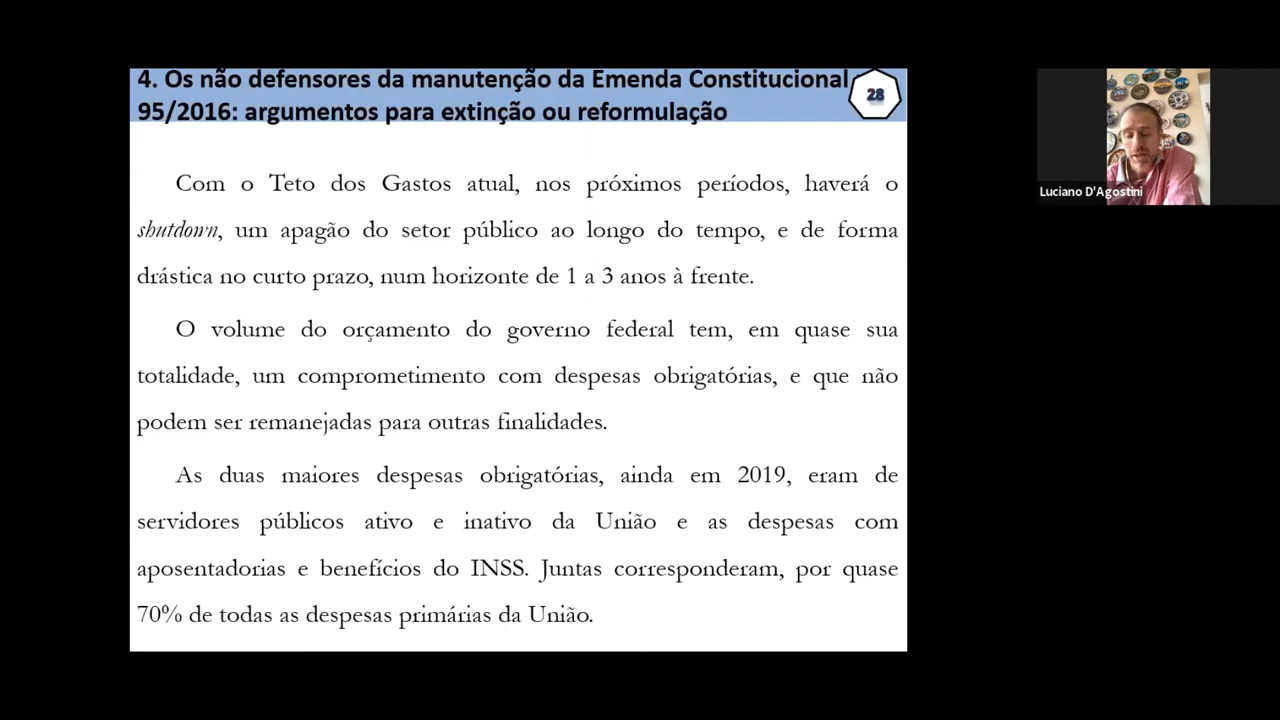 4. Os não defensores da manutenção da Emenda Constitucional
95/2016: argumentos para extinção ou reformulação
28
Com o Teto dos Gastos atual, nos próximos períodos, haverá o
shutdown, um apagão do setor público ao longo do tempo, e de forma
drástica no curto prazo, num horizonte de 1 a 3 anos à frente.
O volume do orçamento do governo federal tem, em quase sua
totalidade, um comprometimento com despesas obrigatórias, e que não
podem ser remanejadas para outras finalidades.
As duas maiores despesas obrigatórias, ainda em 2019, eram de
servidores públicos ativo e inativo da União e as despesas com
aposentadorias e benefícios do INSS. Juntas corresponderam, por quase
70% de todas as despesas primárias da União.
Luciano D'Agostini